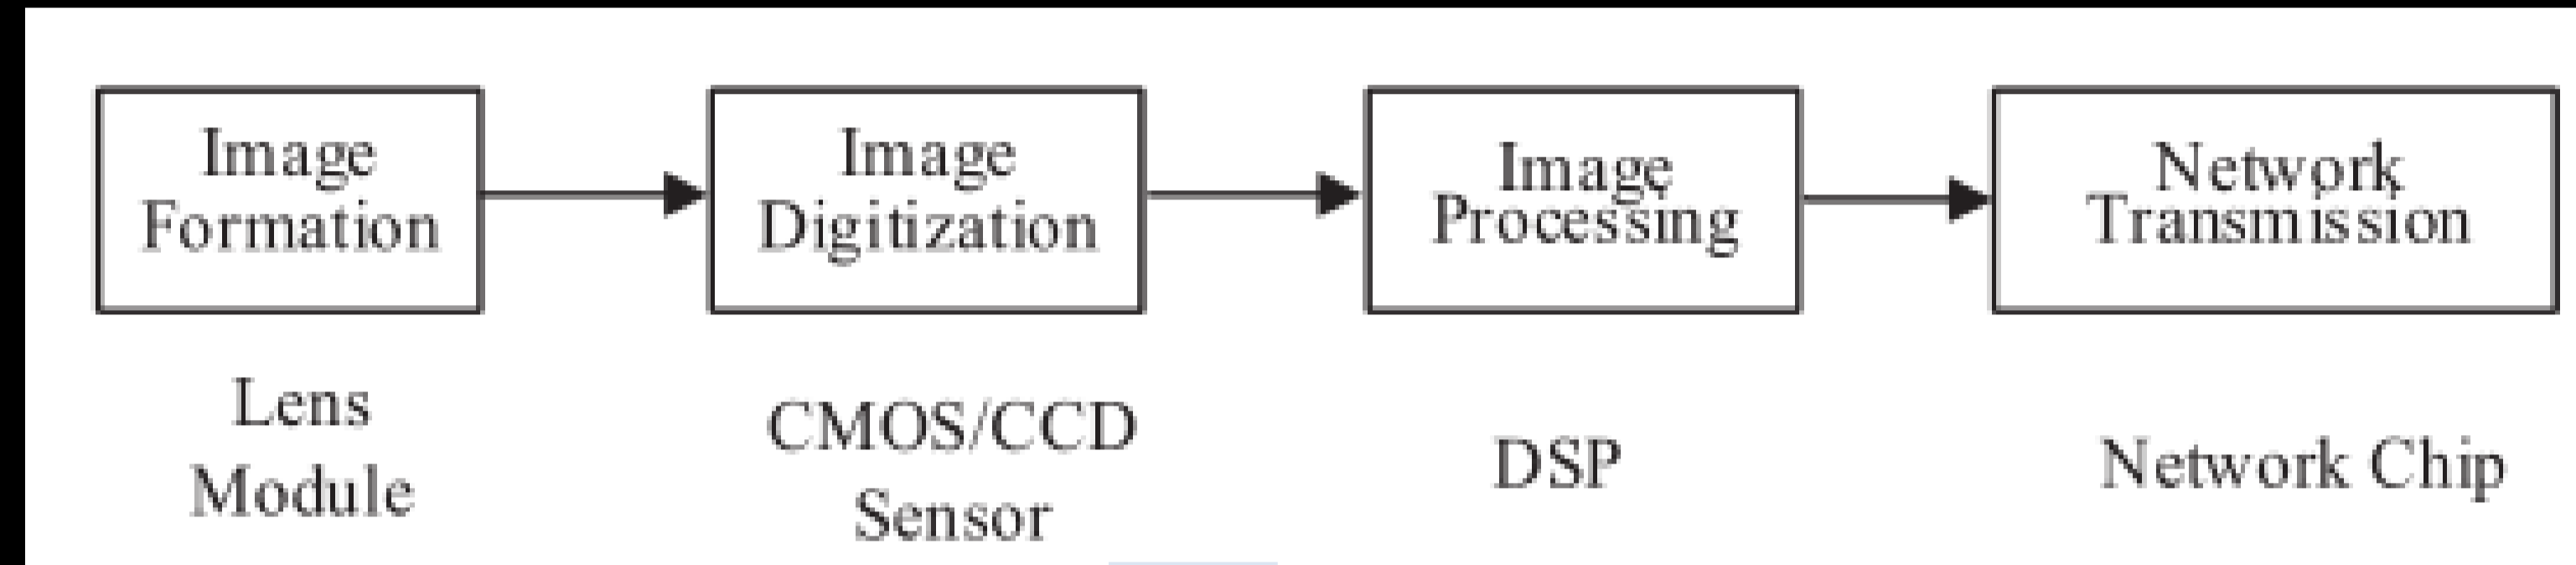 Image
Formation
Image
Digitization
Image
Processing
Network
Transmission
Lens
Module
CMOS/CCD
Sensor
DSP
Network Chip